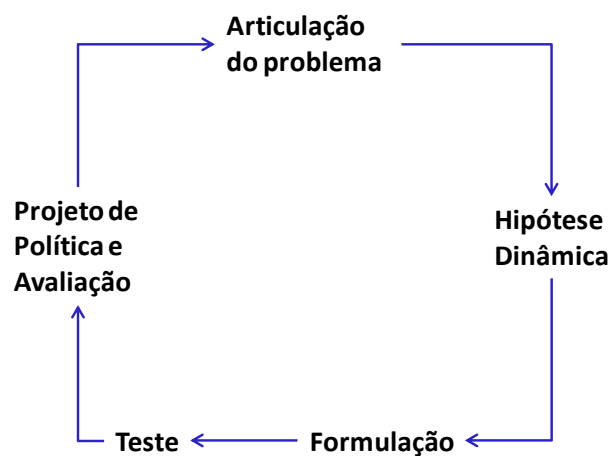 Articulação
do problema
Hipótese
Dinâmica
Formulação
Teste
Projeto de
Política e
Avaliação